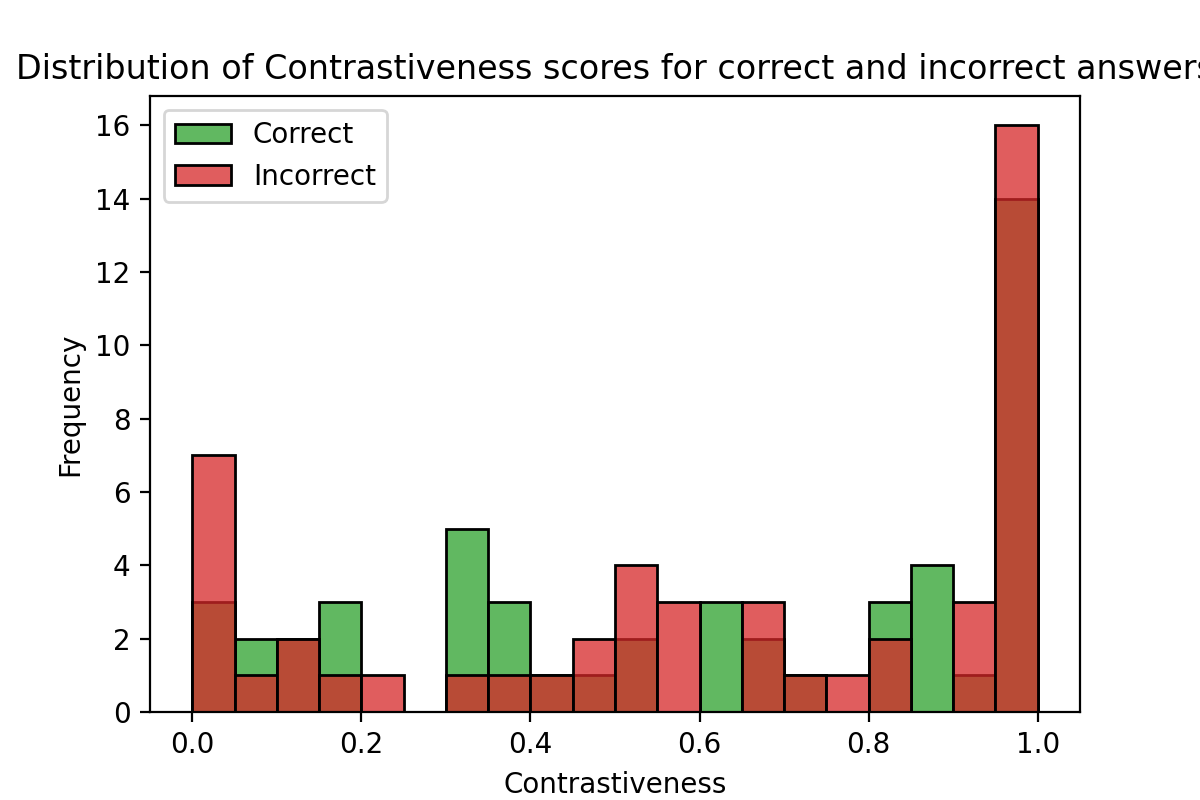 Distribution of Contrastiveness scores for correct and incorrect answers
Correct
Incorrect
Frequency
16
14
12
10
8
6
4
2
0
0.0 0.2 0.4 0.6 0.8 1.0
Contrastiveness